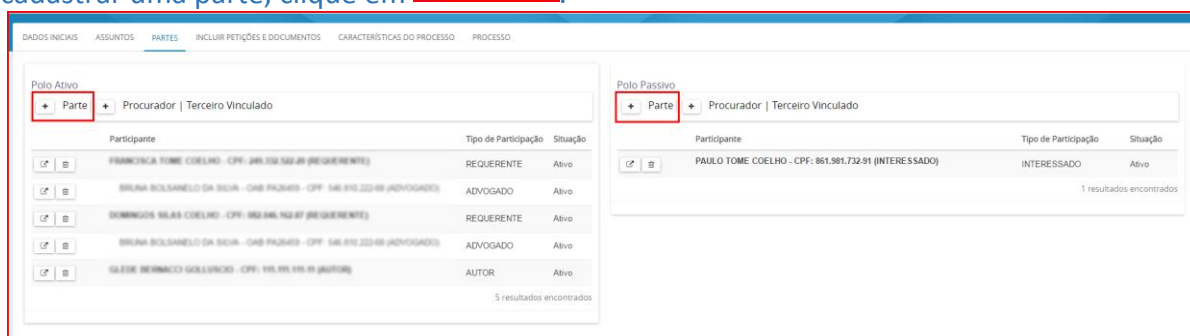 cadastrar uma parte, clique em
DADOS INICIAIS ASSUNTOS PARTES INCLUIR PETIÇÕES E DOCUMENTOS CARACTERÍSTICAS DO PROCESSO PROCESSO
Polo Ativo
+ Parte + Procurador | Terceiro Vinculado
Participante Tipo de Participação Situação
REQUERENTE Ativo
ADVOGADO Ativo
REQUERENTE Ativo
ADVOGADO Ativo
AUTOR Ativo
5 resultados encontrados
Polo Passivo
+ Parte + Procurador | Terceiro Vinculado
Participante Tipo de Participação Situação
PAULO TOME COELHO - CPF: 861.981.732-91 (INTERESSADO) INTERESSADO Ativo
1 resultados encontrados